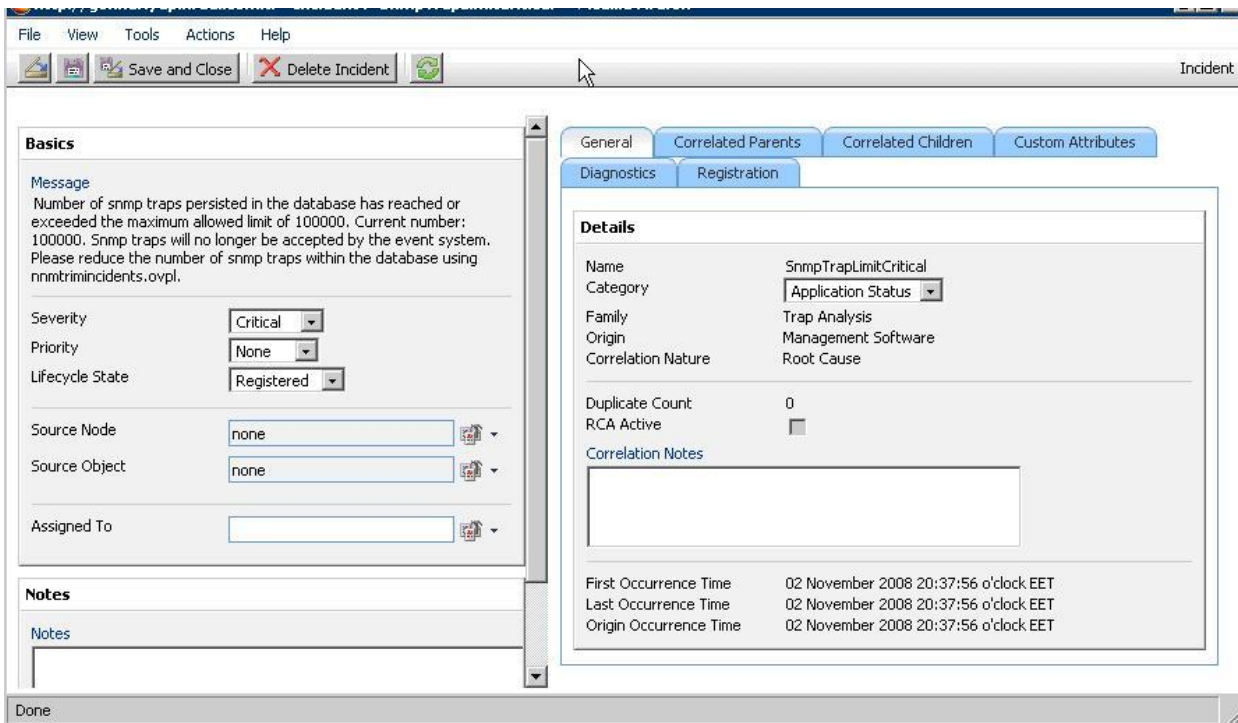 File View Tools Actions Help
Save and Close Delete Incident Incident
Basics
Message
Number of snmp traps persisted in the database has reached or
exceeded the maximum allowed limit of 100000. Current number:
100000. Snmp traps will no longer be accepted by the event system.
Please reduce the number of snmp traps within the database using
nnmtrimincidents.ovpl.
Severity Critical
Priority None
Lifecycle State Registered
Source Node none
Source Object none
Assigned To
Notes
Notes
General Correlated Parents Correlated Children Custom Attributes
Diagnostics Registration
Details
Name SnmpTrapLimitCritical
Category Application Status
Family Trap Analysis
Origin Management Software
Correlation Nature Root Cause
Duplicate Count 0
RCA Active
Correlation Notes
First Occurrence Time 02 November 2008 20:37:56 o'clock EET
Last Occurrence Time 02 November 2008 20:37:56 o'clock EET
Origin Occurrence Time 02 November 2008 20:37:56 o'clock EET
Done